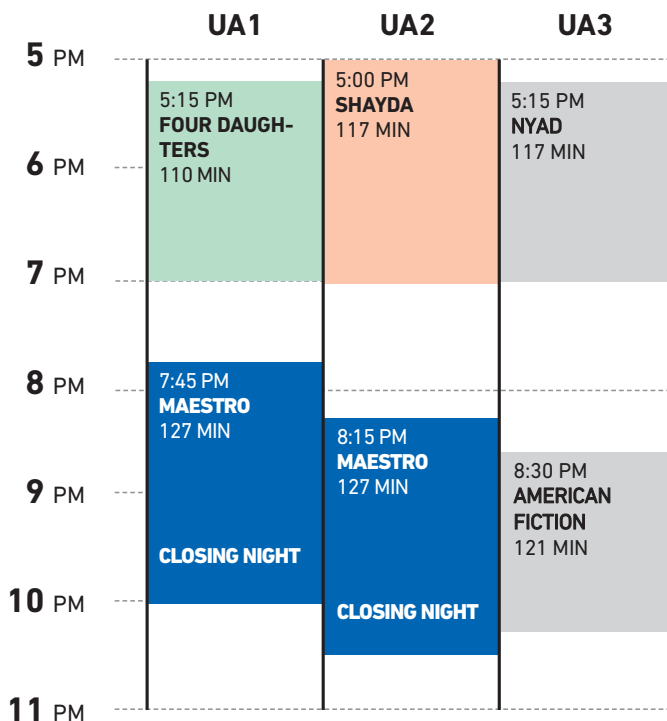 UA1 UA2 UA3
5 PM
5:15 PM
FOUR DAUGH-
TERS
110 MIN
5:00 PM
SHAYDA
117 MIN
5:15 PM
NYAD
117 MIN
6 PM
7 PM
8 PM
7:45 PM
MAESTRO
127 MIN
CLOSING NIGHT
8:15 PM
MAESTRO
127 MIN
CLOSING NIGHT
8:30 PM
AMERICAN
FICTION
121 MIN
9 PM
10 PM
11 PM